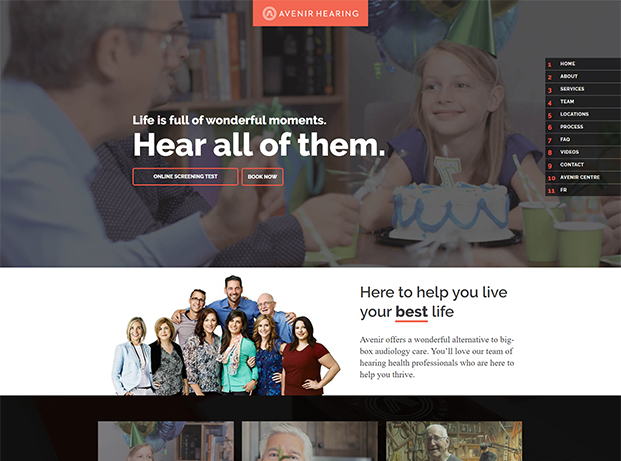 AVENIR HEARING
Life is full of wonderful moments.
Hear all of them.
ONLINE SCREENING TEST
BOOK NOW
1 HOME
2 ABOUT
3 SERVICES
4 TEAM
5 LOCATIONS
6 PROCESS
7 FAQ
8 VIDEOS
9 CONTACT
10 AVENIR CENTRE
11 FR
7
Here to help you live
your best life
Avenir offers a wonderful alternative to big-
box audiology care. You’ll love our team of
hearing health professionals who are here to
help you thrive.